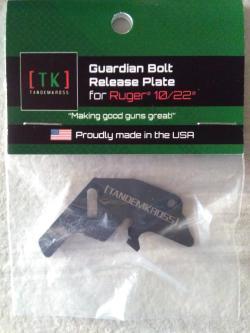 [TK]
TANDEMKROSS
Guardian Bolt
Release Plate
for Ruger® 10/22®
"Making good guns great!"
Proudly made in the USA
[TANDEMKROSS]